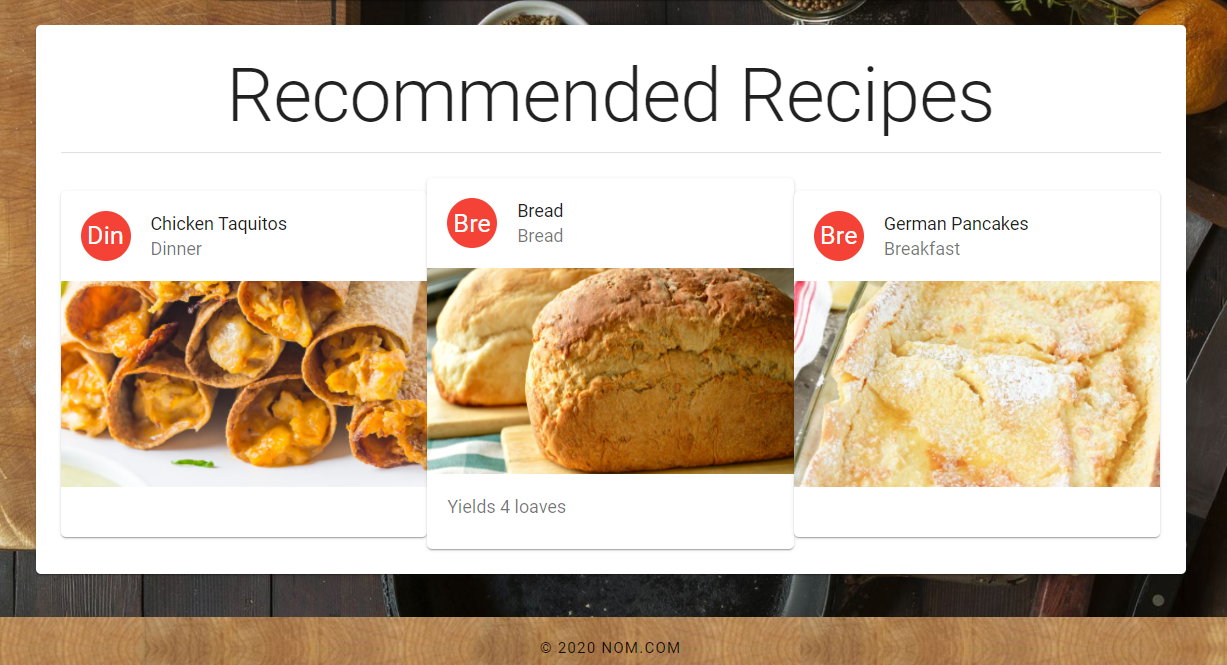 Recommended Recipes
Din
Chicken Taquitos
Dinner
Bre
Bread
Bread
Yields 4 loaves
Bre
German Pancakes
Breakfast
© 2020 NOM.COM